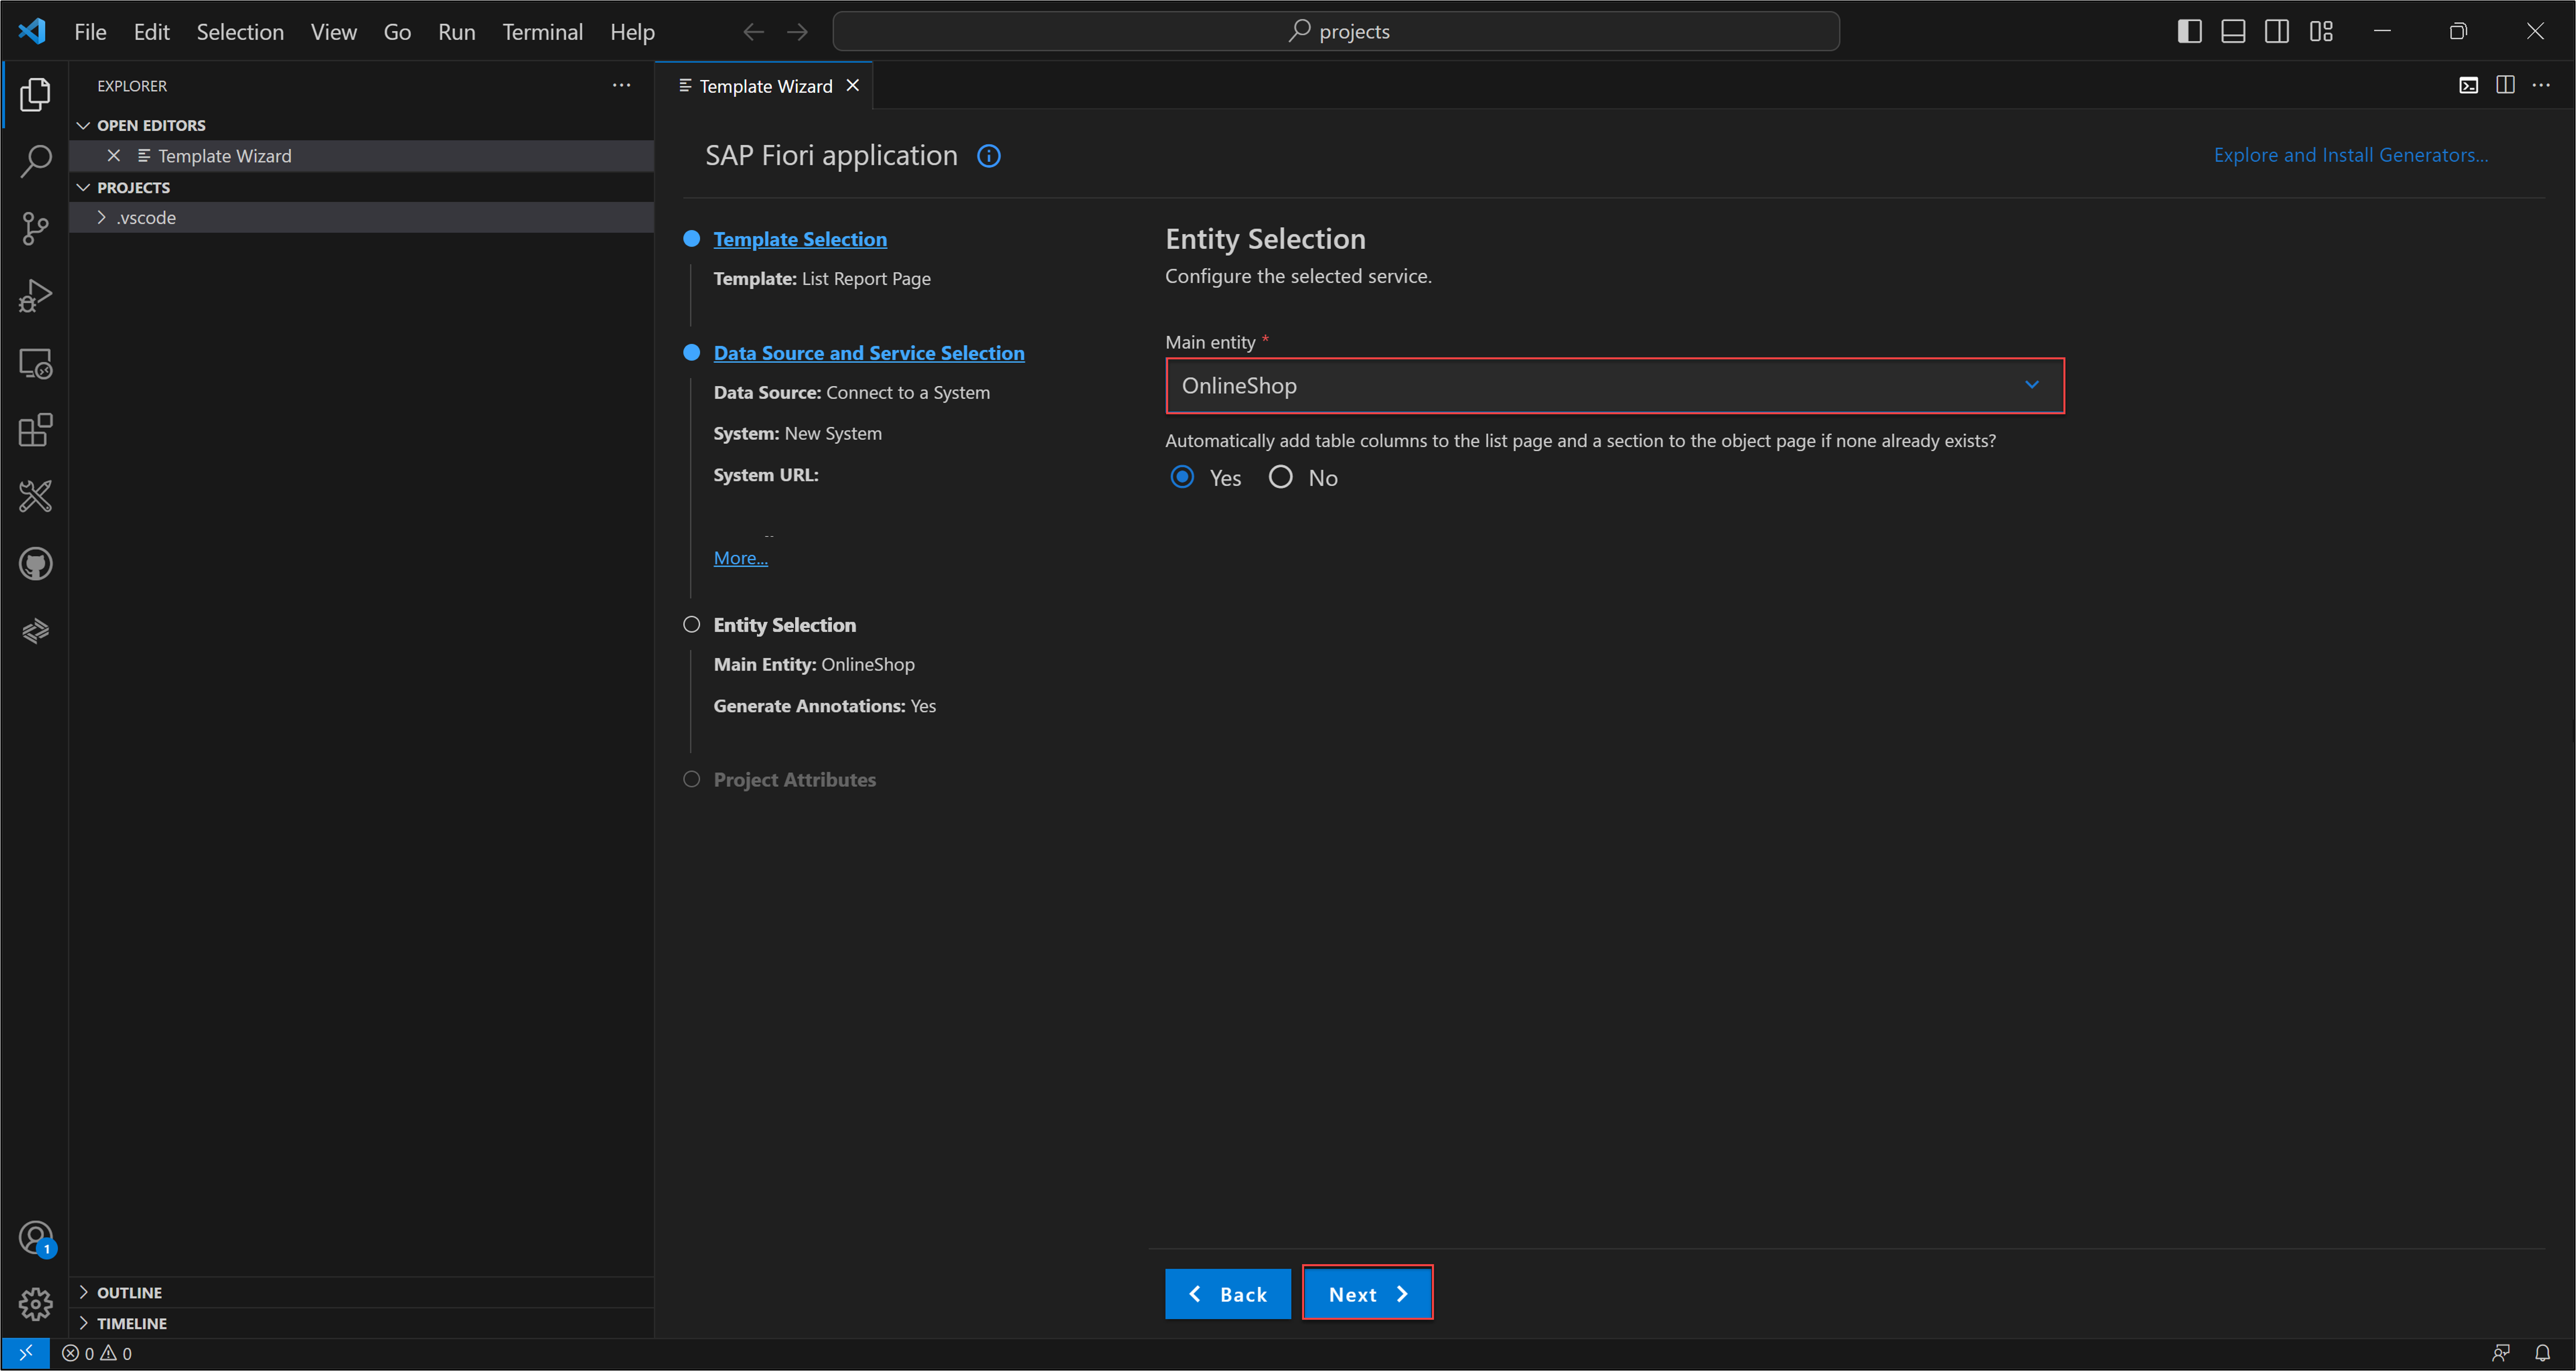 File Edit Selection View Go Run Terminal Help
projects
EXPLORER
OPEN EDITORS
Template Wizard
PROJECTS
.vscode
OUTLINE
TIMELINE
1
0 0
Template Wizard
SAP Fiori application
Explore and Install Generators...
Template Selection
Template: List Report Page
Data Source and Service Selection
Data Source: Connect to a System
System: New System
System URL:
More...
Entity Selection
Main Entity: OnlineShop
Generate Annotations: Yes
Project Attributes
Entity Selection
Configure the selected service.
Main entity *
OnlineShop
Automatically add table columns to the list page and a section to the object page if none already exists?
Yes No
Back Next